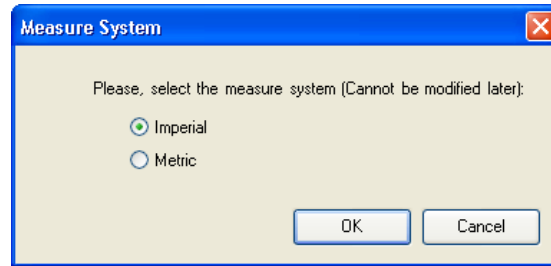 Measure System
Please, select the measure system (Cannot be modified later):
Imperial
Metric
OK Cancel